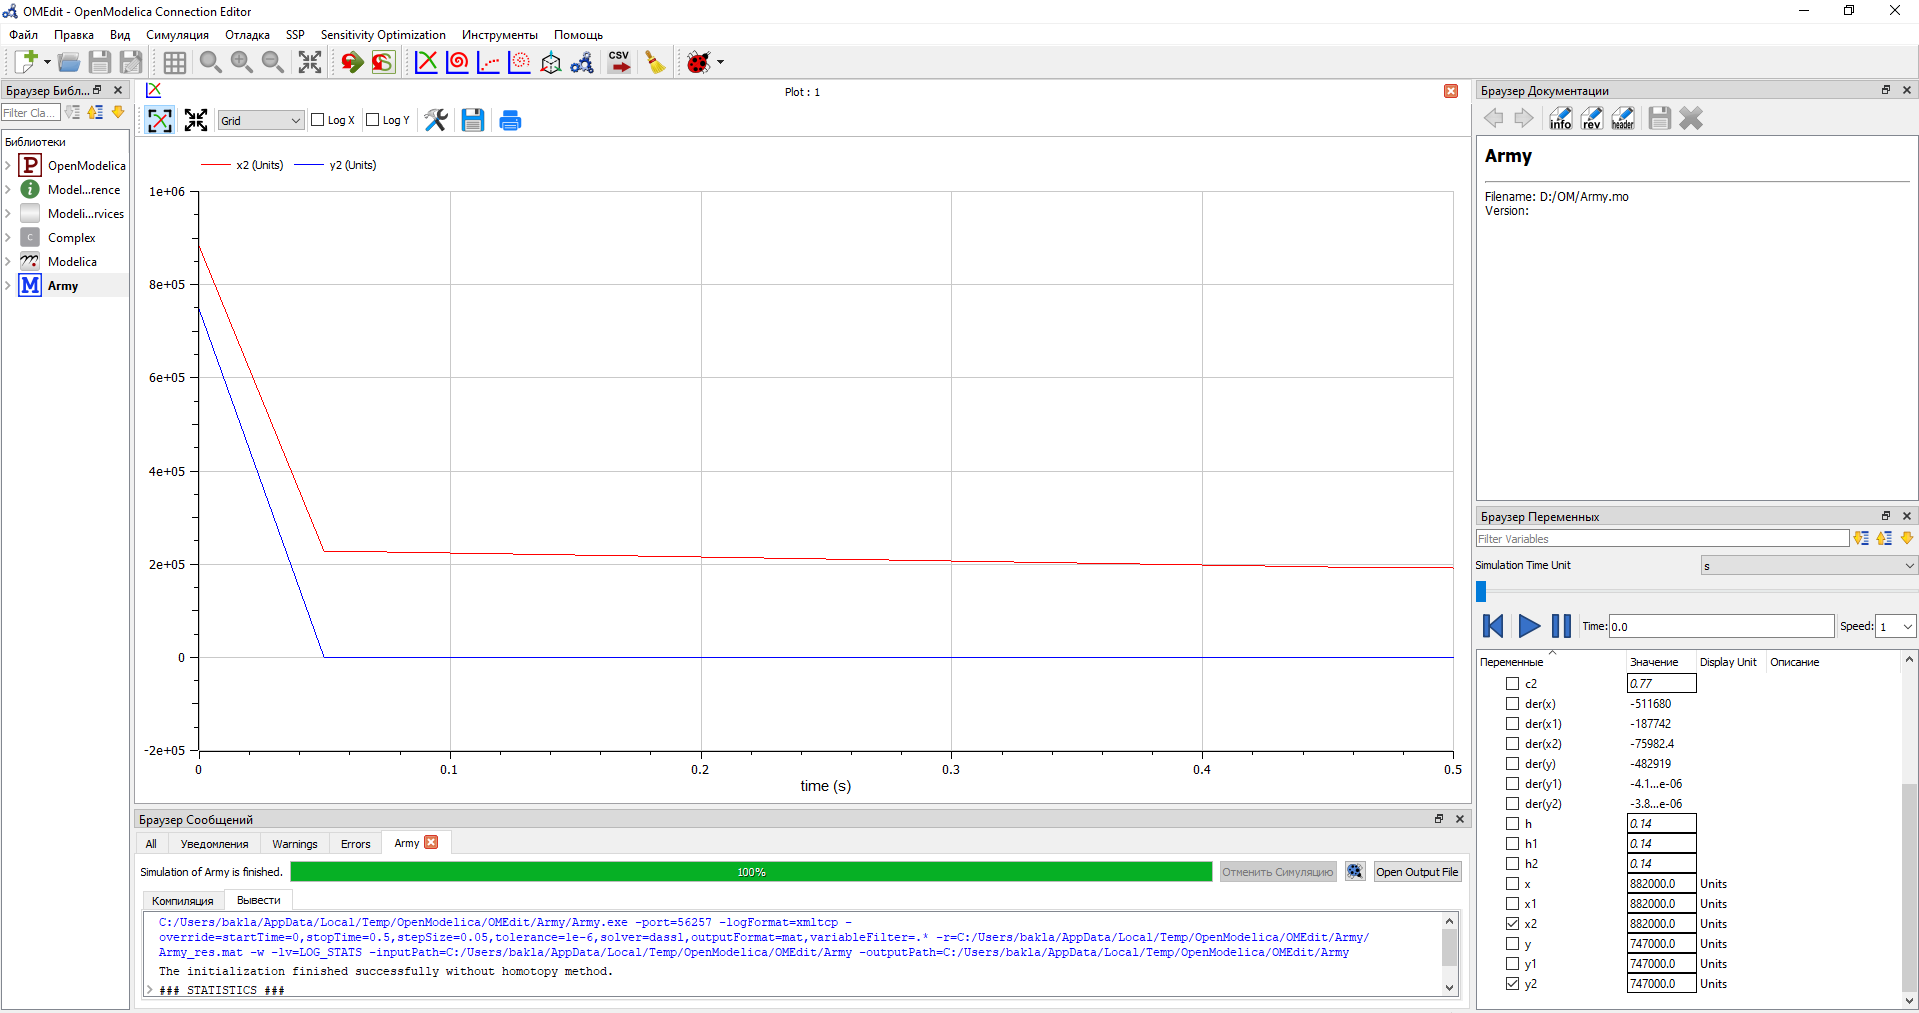 OMEdit - OpenModelica Connection Editor
Файл Правка Вид Симуляция Отладка SSP Sensitivity Optimization Инструменты Помощь
CSV
Браузер Библ...
Filter Cla...
Библиотеки
P OpenModelica
i Model...rence
Modeli...rvices
C Complex
Modelica
M Army
Plot : 1
Grid Log X Log Y
x2 (Units) y2 (Units)
1e+06
8e+05
6e+05
4e+05
2e+05
0
-2e+05
0 0.1 0.2 0.3 0.4 0.5
time (s)
Браузер Сообщений
All Уведомления Warnings Errors Army
Simulation of Army is finished. 100% Отменить Симуляцию Open Output File
Компиляция Вывести
C:/Users/bakla/AppData/Local/Temp/OpenModelica/OMEdit/Army/Army.exe -port=56257 -logFormat=xmltcp -
override=startTime=0,stopTime=0.5,stepSize=0.05,tolerance=1e-6,solver=dassl,outputFormat=mat,variableFilter=.* -r=C:/Users/bakla/AppData/Local/Temp/OpenModelica/OMEdit/Army/
Army_res.mat -w -lv=LOG_STATS -inputPath=C:/Users/bakla/AppData/Local/Temp/OpenModelica/OMEdit/Army -outputPath=C:/Users/bakla/AppData/Local/Temp/OpenModelica/OMEdit/Army
The initialization finished successfully without homotopy method.
### STATISTICS ###
Браузер Документации
info rev header
Army
Filename: D:/OM/Army.mo
Version:
Браузер Переменных
Filter Variables
Simulation Time Unit s
Time: 0.0 Speed: 1
Переменные Значение Display Unit Описание
c2 0.77
der(x) -511680
der(x1) -187742
der(x2) -75982.4
der(y) -482919
der(y1) -4.1...e-06
der(y2) -3.8...e-06
h 0.14
h1 0.14
h2 0.14
x 882000.0 Units
x1 882000.0 Units
x2 882000.0 Units
y 747000.0 Units
y1 747000.0 Units
y2 747000.0 Units